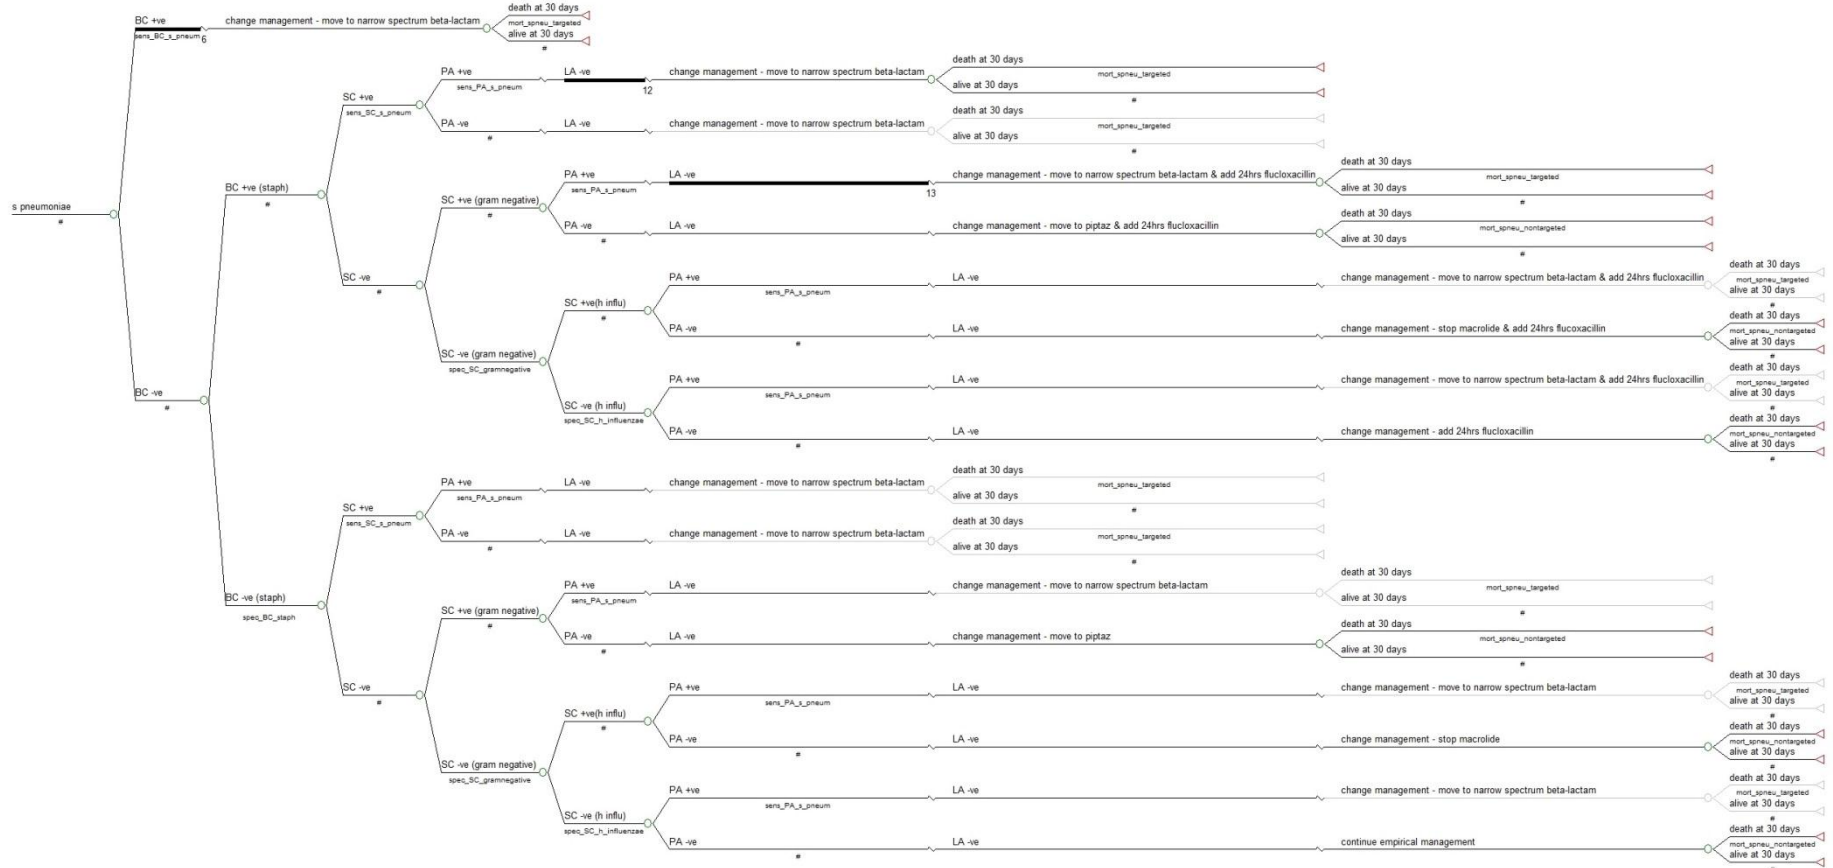 BC +ve
sens_BC_s_pneum
6
change management - move to narrow spectrum beta-lactam
death at 30 days
mort_spneu_targeted
alive at 30 days
#
PA +ve
sens_PA_s_pneum
LA -ve
12
change management - move to narrow spectrum beta-lactam
death at 30 days
mort_spneu_targeted
alive at 30 days
#
SC +ve
sens_SC_s_pneum
PA -ve
#
LA -ve
change management - move to narrow spectrum beta-lactam
death at 30 days
mort_spneu_targeted
alive at 30 days
#
BC +ve (staph)
#
PA +ve
sens_PA_s_pneum
LA -ve
13
change management - move to narrow spectrum beta-lactam & add 24hrs flucloxacillin
death at 30 days
mort_spneu_targeted
alive at 30 days
#
s pneumoniae
#
SC +ve (gram negative)
#
PA -ve
#
LA -ve
change management - move to piptaz & add 24hrs flucloxacillin
death at 30 days
mort_spneu_nontargeted
alive at 30 days
#
SC -ve
#
PA +ve
sens_PA_s_pneum
LA -ve
change management - move to narrow spectrum beta-lactam & add 24hrs flucloxacillin
death at 30 days
mort_spneu_targeted
alive at 30 days
#
SC +ve(h influ)
#
PA -ve
#
LA -ve
change management - stop macrolide & add 24hrs flucoxacillin
death at 30 days
mort_spneu_nontargeted
alive at 30 days
#
SC -ve (gram negative)
spec_SC_gramnegative
PA +ve
sens_PA_s_pneum
LA -ve
change management - move to narrow spectrum beta-lactam & add 24hrs flucloxacillin
death at 30 days
mort_spneu_targeted
alive at 30 days
#
BC -ve
#
SC -ve (h influ)
spec_SC_h_influenzae
PA -ve
#
LA -ve
change management - add 24hrs flucloxacillin
death at 30 days
mort_spneu_nontargeted
alive at 30 days
#
PA +ve
sens_PA_s_pneum
LA -ve
change management - move to narrow spectrum beta-lactam
death at 30 days
mort_spneu_targeted
alive at 30 days
#
SC +ve
sens_SC_s_pneum
PA -ve
#
LA -ve
change management - move to narrow spectrum beta-lactam
death at 30 days
mort_spneu_targeted
alive at 30 days
#
BC -ve (staph)
spec_BC_staph
PA +ve
sens_PA_s_pneum
LA -ve
change management - move to narrow spectrum beta-lactam
death at 30 days
mort_spneu_targeted
alive at 30 days
#
SC +ve (gram negative)
#
PA -ve
#
LA -ve
change management - move to piptaz
death at 30 days
mort_spneu_nontargeted
alive at 30 days
#
SC -ve
#
PA +ve
sens_PA_s_pneum
LA -ve
change management - move to narrow spectrum beta-lactam
death at 30 days
mort_spneu_targeted
alive at 30 days
#
SC +ve(h influ)
#
PA -ve
#
LA -ve
change management - stop macrolide
death at 30 days
mort_spneu_nontargeted
alive at 30 days
#
SC -ve (gram negative)
spec_SC_gramnegative
PA +ve
sens_PA_s_pneum
LA -ve
change management - move to narrow spectrum beta-lactam
death at 30 days
mort_spneu_targeted
alive at 30 days
#
SC -ve (h influ)
spec_SC_h_influenzae
PA -ve
#
LA -ve
continue empirical management
death at 30 days
mort_spneu_nontargeted
alive at 30 days
#